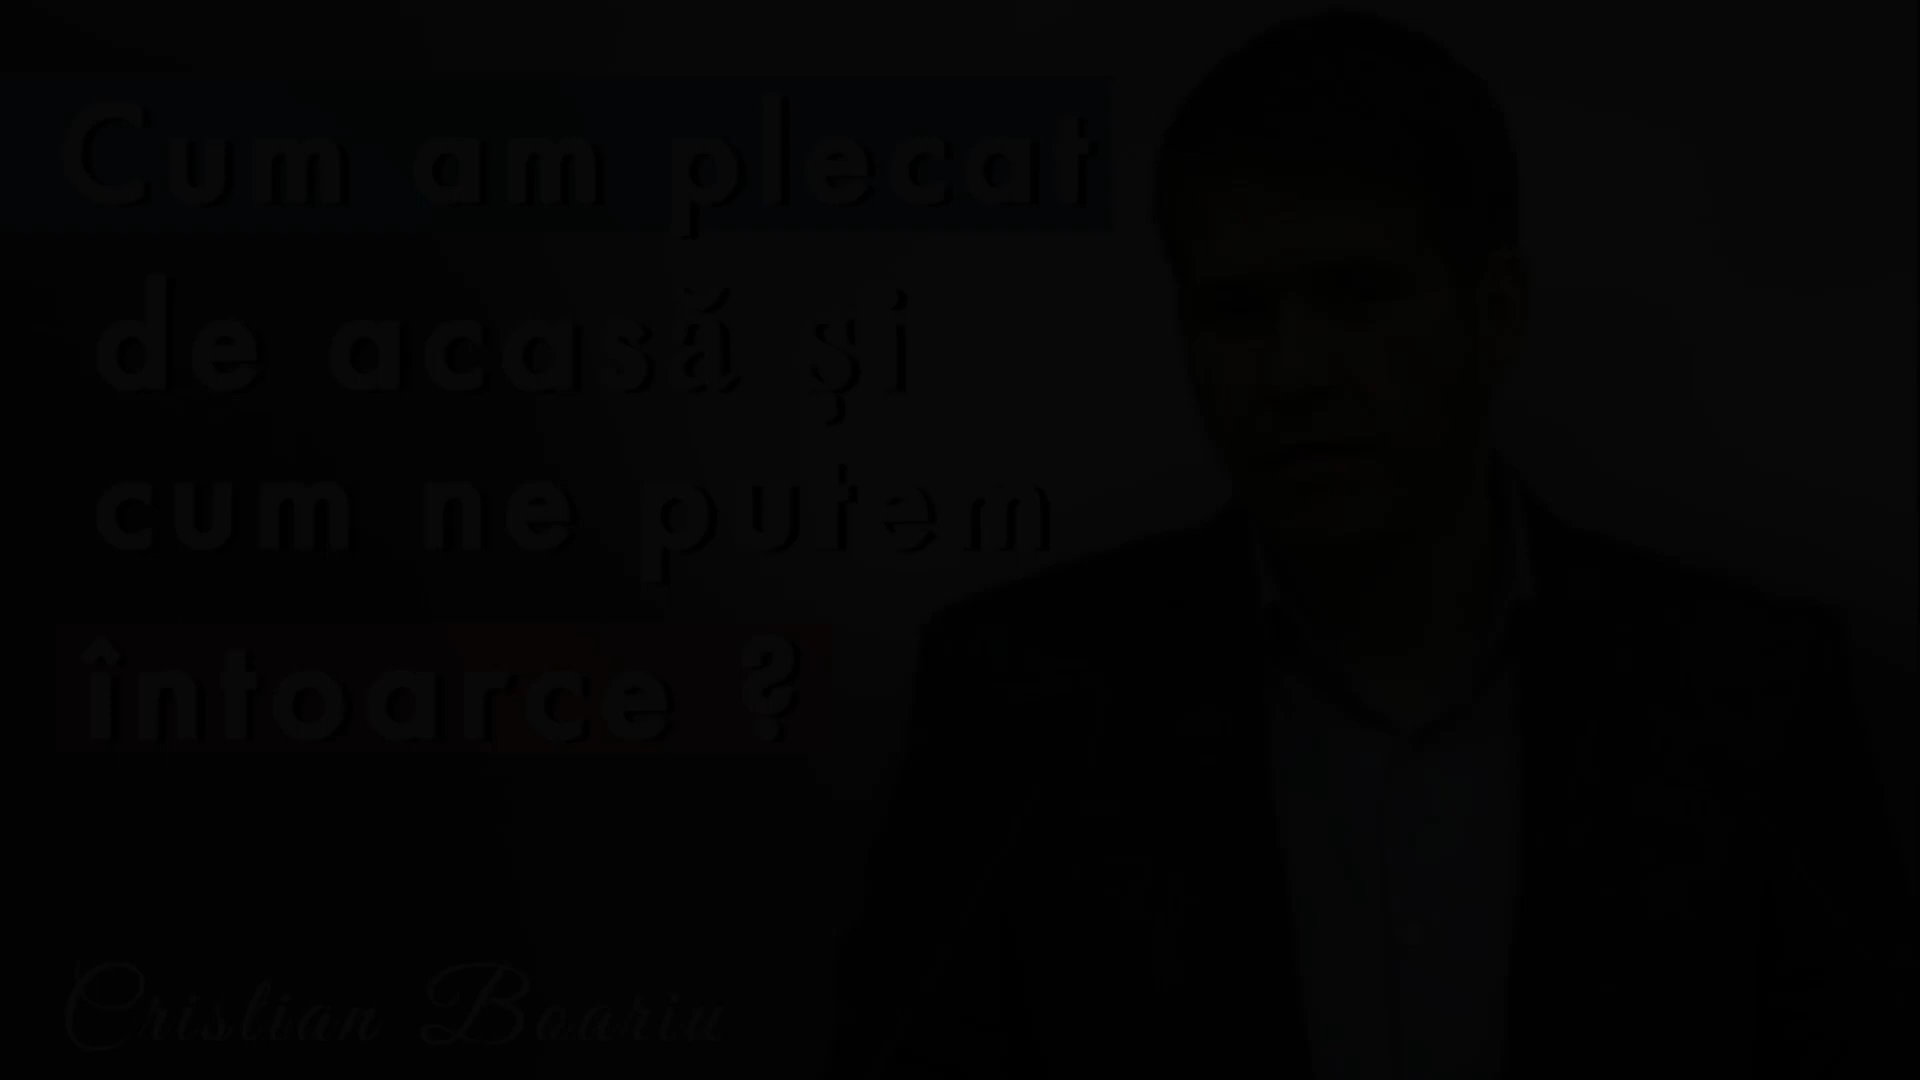 Cum am plecat
de acasă și
cum ne putem
întoarce ?
Cristian Boariu